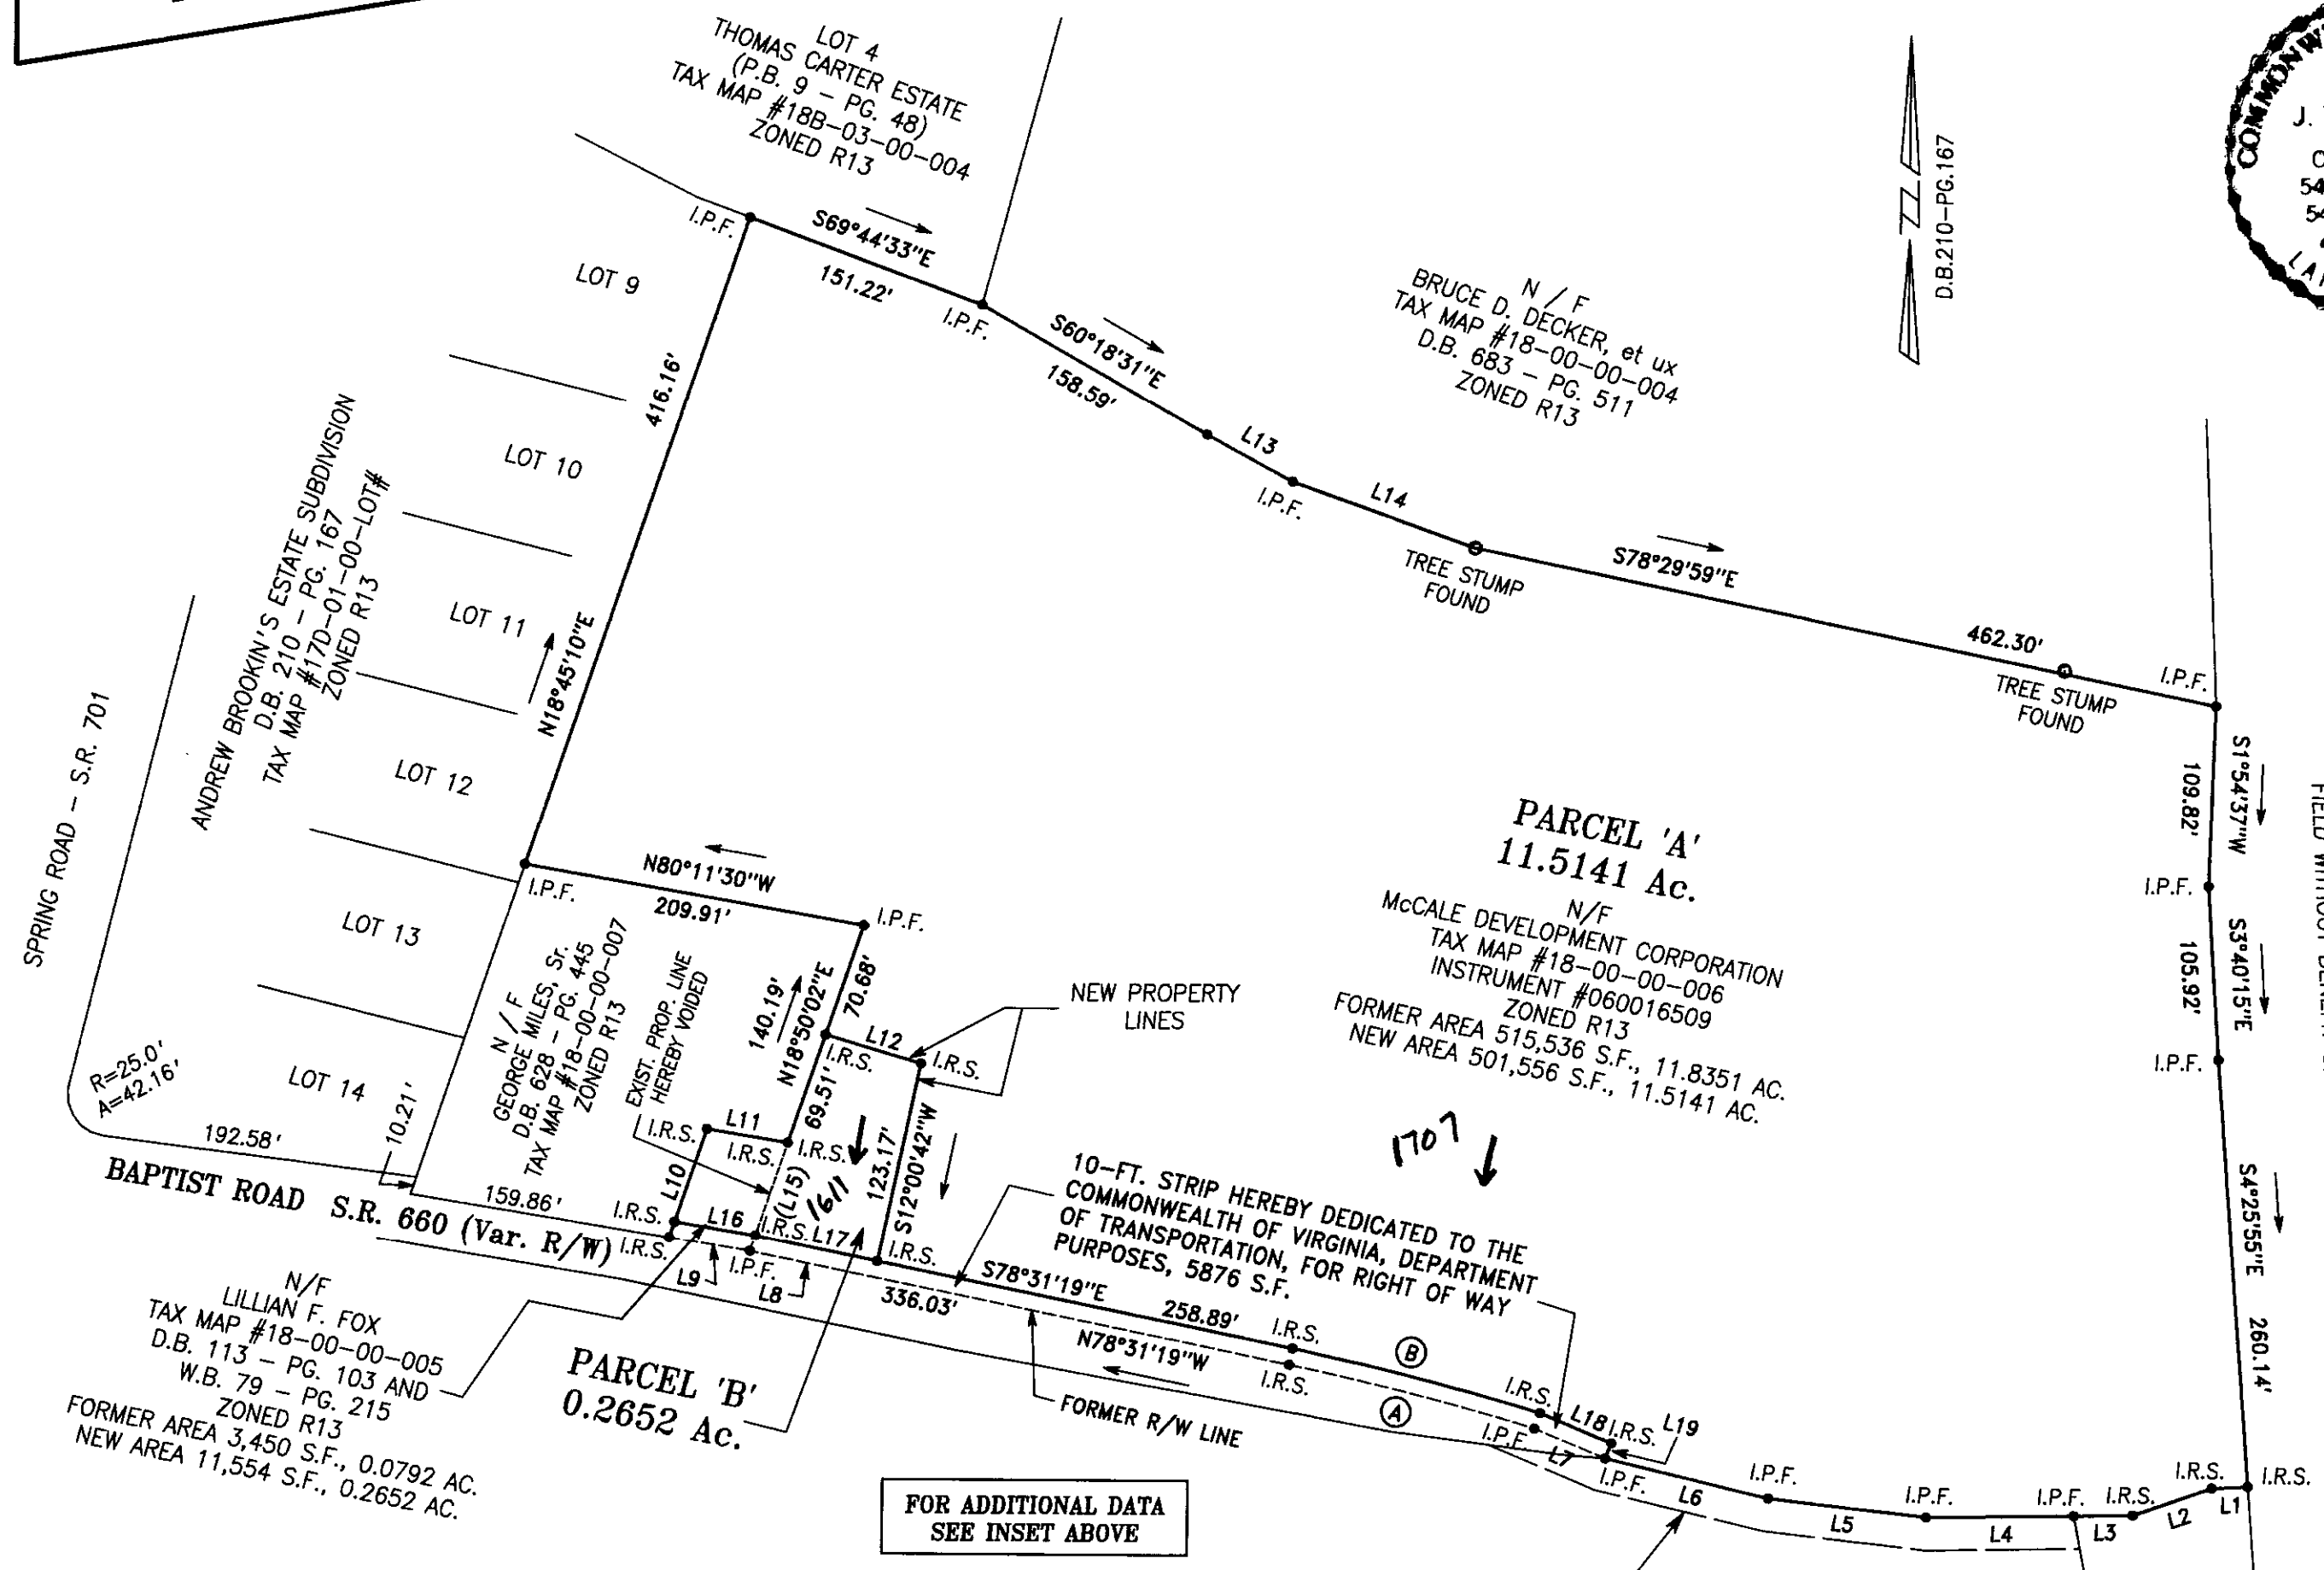 LOT 4
THOMAS CARTER ESTATE
(P.B. 9 – PG. 48)
TAX MAP #18B-03-00-004
ZONED R13
D.B.210-PG.167
I.P.F.
S69°44'33"E
151.22'
I.P.F.
S60°18'31"E
158.59'
L13
I.P.F.
L14
TREE STUMP
FOUND
S78°29'59"E
462.30'
TREE STUMP
FOUND
I.P.F.
N / F
BRUCE D. DECKER, et ux
TAX MAP #18-00-00-004
D.B. 683 – PG. 511
ZONED R13
LOT 9
LOT 10
LOT 11
LOT 12
LOT 13
LOT 14
416.16'
N18°45'10"E
ANDREW BROOKIN'S ESTATE SUBDIVISION
D.B. 210 – PG. 167
TAX MAP #17D-01-00-LOT#
ZONED R13
SPRING ROAD – S.R. 701
R=25.0'
A=42.16'
192.58'
10.21'
159.86'
BAPTIST ROAD S.R. 660 (Var. R/W)
I.P.F.
N80°11'30"W
209.91'
I.P.F.
N / F
GEORGE MILES, Sr.
D.B. 628 – PG. 445
TAX MAP #18-00-00-007
ZONED R13
EXIST. PROP. LINE
HEREBY VOIDED
140.19'
N18°50'02"E
70.68'
69.51'
L12
I.R.S.
I.R.S.
NEW PROPERTY
LINES
I.R.S.
L11
I.R.S.
I.R.S.
L10
(L15)
1611
123.17'
S12°00'42"W
I.R.S.
L16
I.R.S.
L17
I.R.S.
I.R.S.
L9
I.P.F.
L8
PARCEL 'A'
11.5141 Ac.
N/F
McCALE DEVELOPMENT CORPORATION
TAX MAP #18-00-00-006
INSTRUMENT #060016509
ZONED R13
FORMER AREA 515,536 S.F., 11.8351 AC.
NEW AREA 501,556 S.F., 11.5141 AC.
1707
S1°54'37"W
109.82'
I.P.F.
S3°40'15"E
105.92'
I.P.F.
S4°25'55"E
260.14'
10-FT. STRIP HEREBY DEDICATED TO THE
COMMONWEALTH OF VIRGINIA, DEPARTMENT
OF TRANSPORTATION, FOR RIGHT OF WAY
PURPOSES, 5876 S.F.
S78°31'19"E
258.89'
336.03'
N78°31'19"W
I.R.S.
I.R.S.
B
A
FORMER R/W LINE
I.R.S.
L18
I.R.S.
L19
I.P.F.
L7
I.P.F.
L6
I.P.F.
L5
I.P.F.
L4
I.P.F.
L3
I.R.S.
L2
I.R.S.
L1
I.R.S.
N/F
LILLIAN F. FOX
TAX MAP #18-00-00-005
D.B. 113 – PG. 103 AND
W.B. 79 – PG. 215
ZONED R13
FORMER AREA 3,450 S.F., 0.0792 AC.
NEW AREA 11,554 S.F., 0.2652 AC.
PARCEL 'B'
0.2652 Ac.
FOR ADDITIONAL DATA
SEE INSET ABOVE